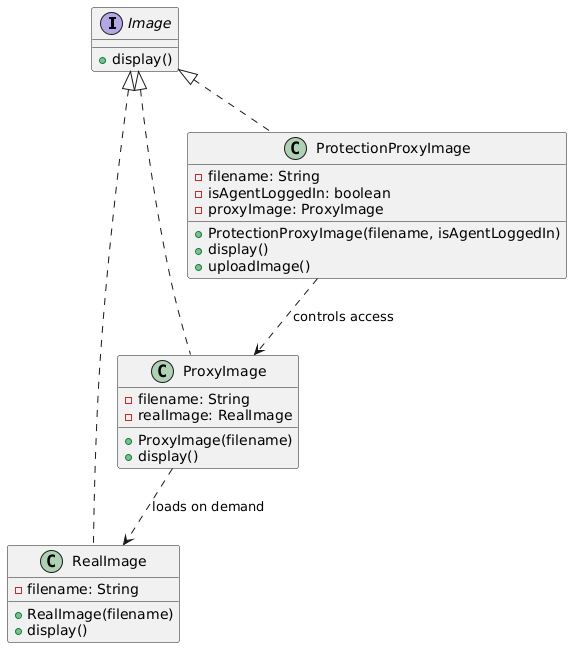 I Image
display()
C ProtectionProxyImage
filename: String
isAgentLoggedIn: boolean
proxyImage: ProxyImage
ProtectionProxyImage(filename, isAgentLoggedIn)
display()
uploadImage()
controls access
C ProxyImage
filename: String
realImage: RealImage
ProxyImage(filename)
display()
loads on demand
C RealImage
filename: String
RealImage(filename)
display()